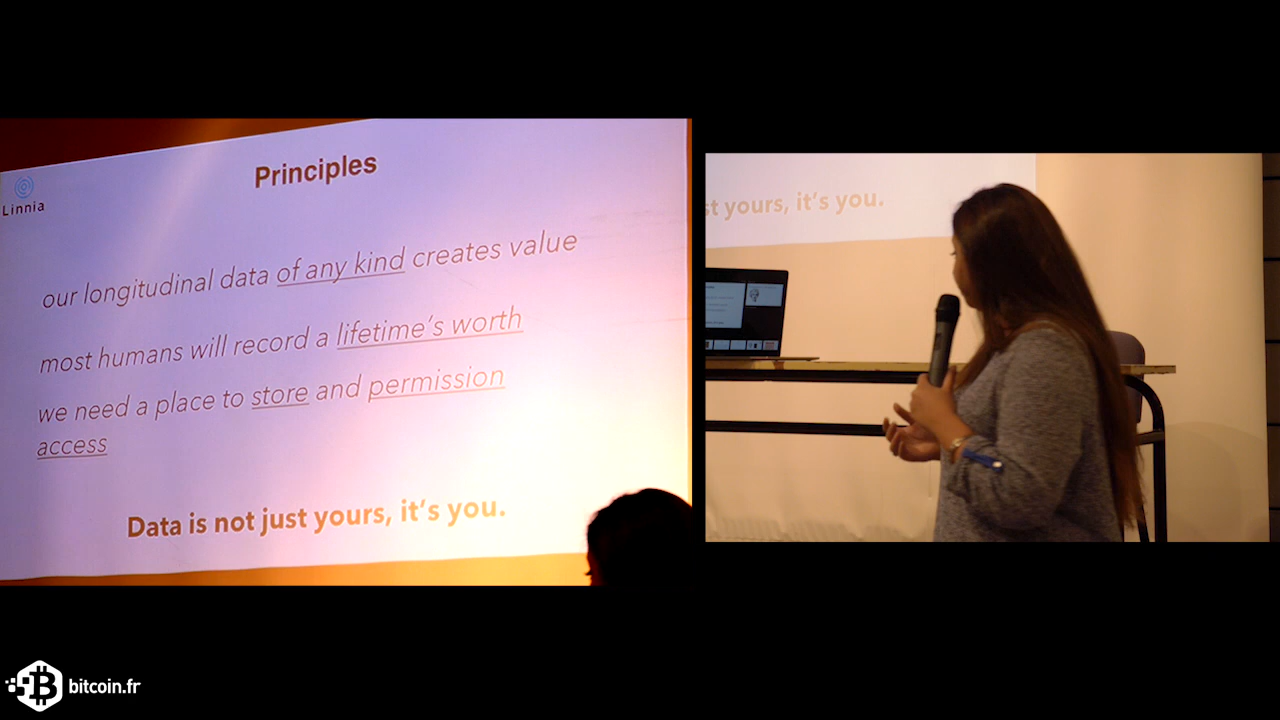 Principles
Linnia
our longitudinal data of any kind creates value
most humans will record a lifetime's worth
we need a place to store and permission
access
Data is not just yours, it's you.
st yours, it's you.
bitcoin.fr